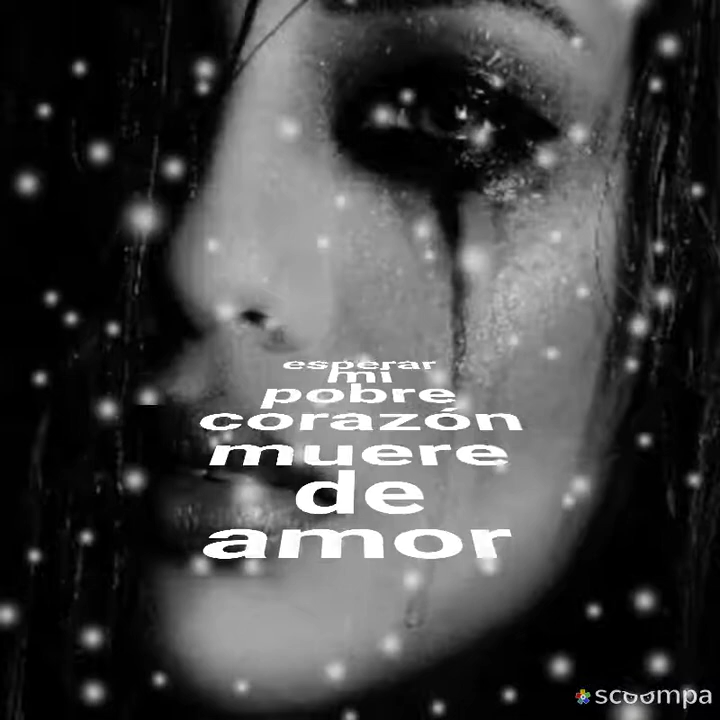 esperar
mi
pobre
corazón
muere
de
amor
scoompa